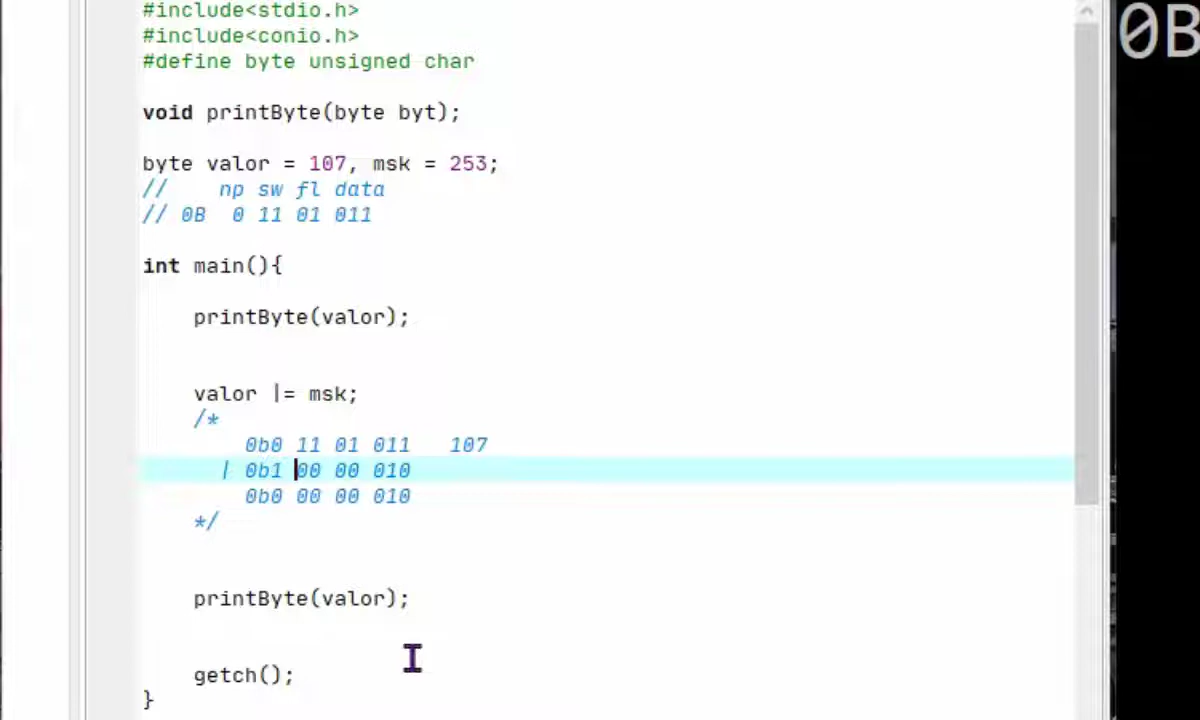 #include<stdio.h>
#include<conio.h>
#define byte unsigned char
void printByte(byte byt);
byte valor = 107, msk = 253;
//    np sw fl data
// 0B  0 11 01 011
int main(){
    printByte(valor);
    valor |= msk;
    /*
        0b0 11 01 011   107
      | 0b1 00 00 010
        0b0 00 00 010
    */
    printByte(valor);
    getch();
}
0B